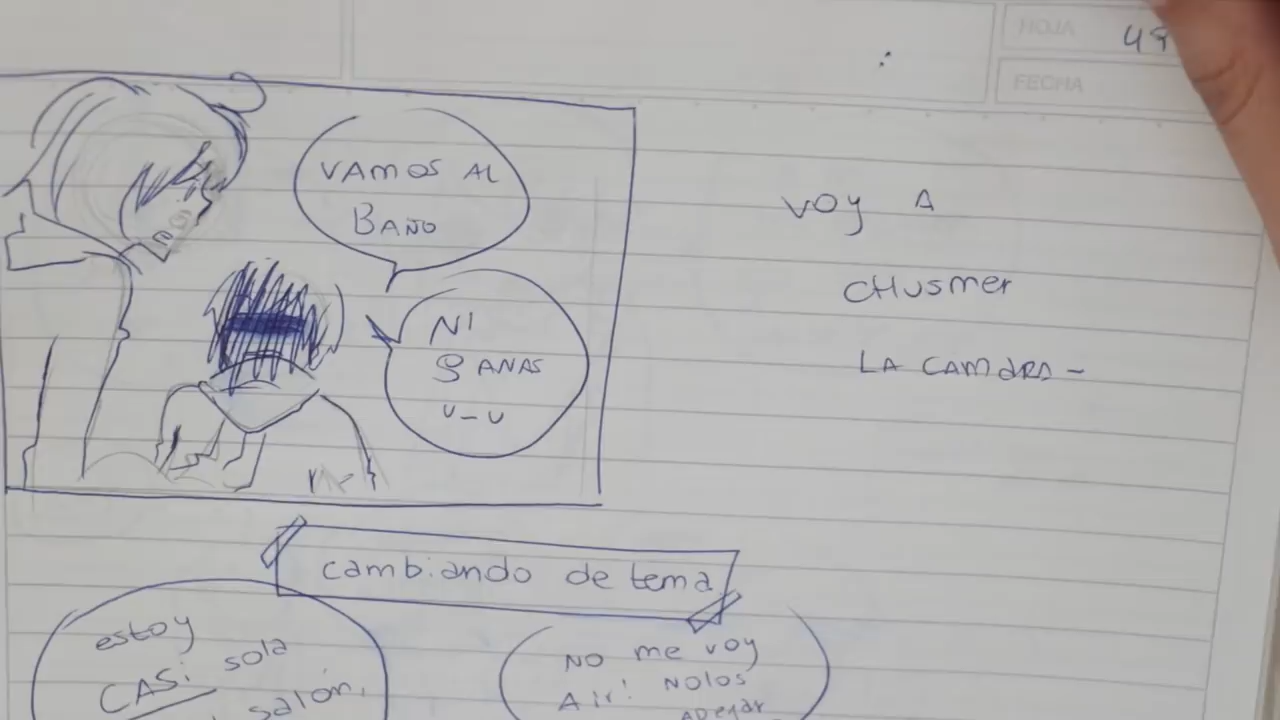 HOJA 49
FECHA
VAMOS AL
BAÑO
NI
GANAS
U_U
VOY A
CHUSMER
LA CAMARA-
cambiando de tema
estoy
CASI sola
salón,
NO me voy
A ir! NOLOS